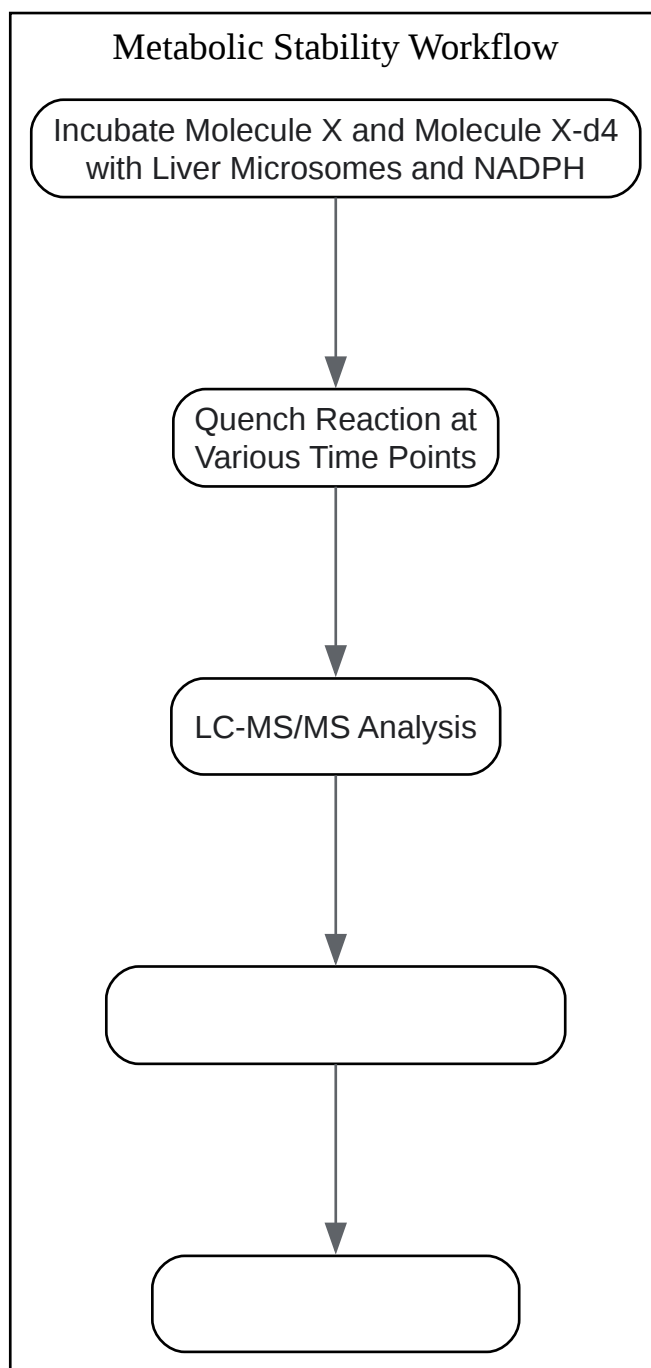 Metabolic Stability Workflow
Incubate Molecule X and Molecule X-d4
with Liver Microsomes and NADPH
Quench Reaction at
Various Time Points
LC-MS/MS Analysis